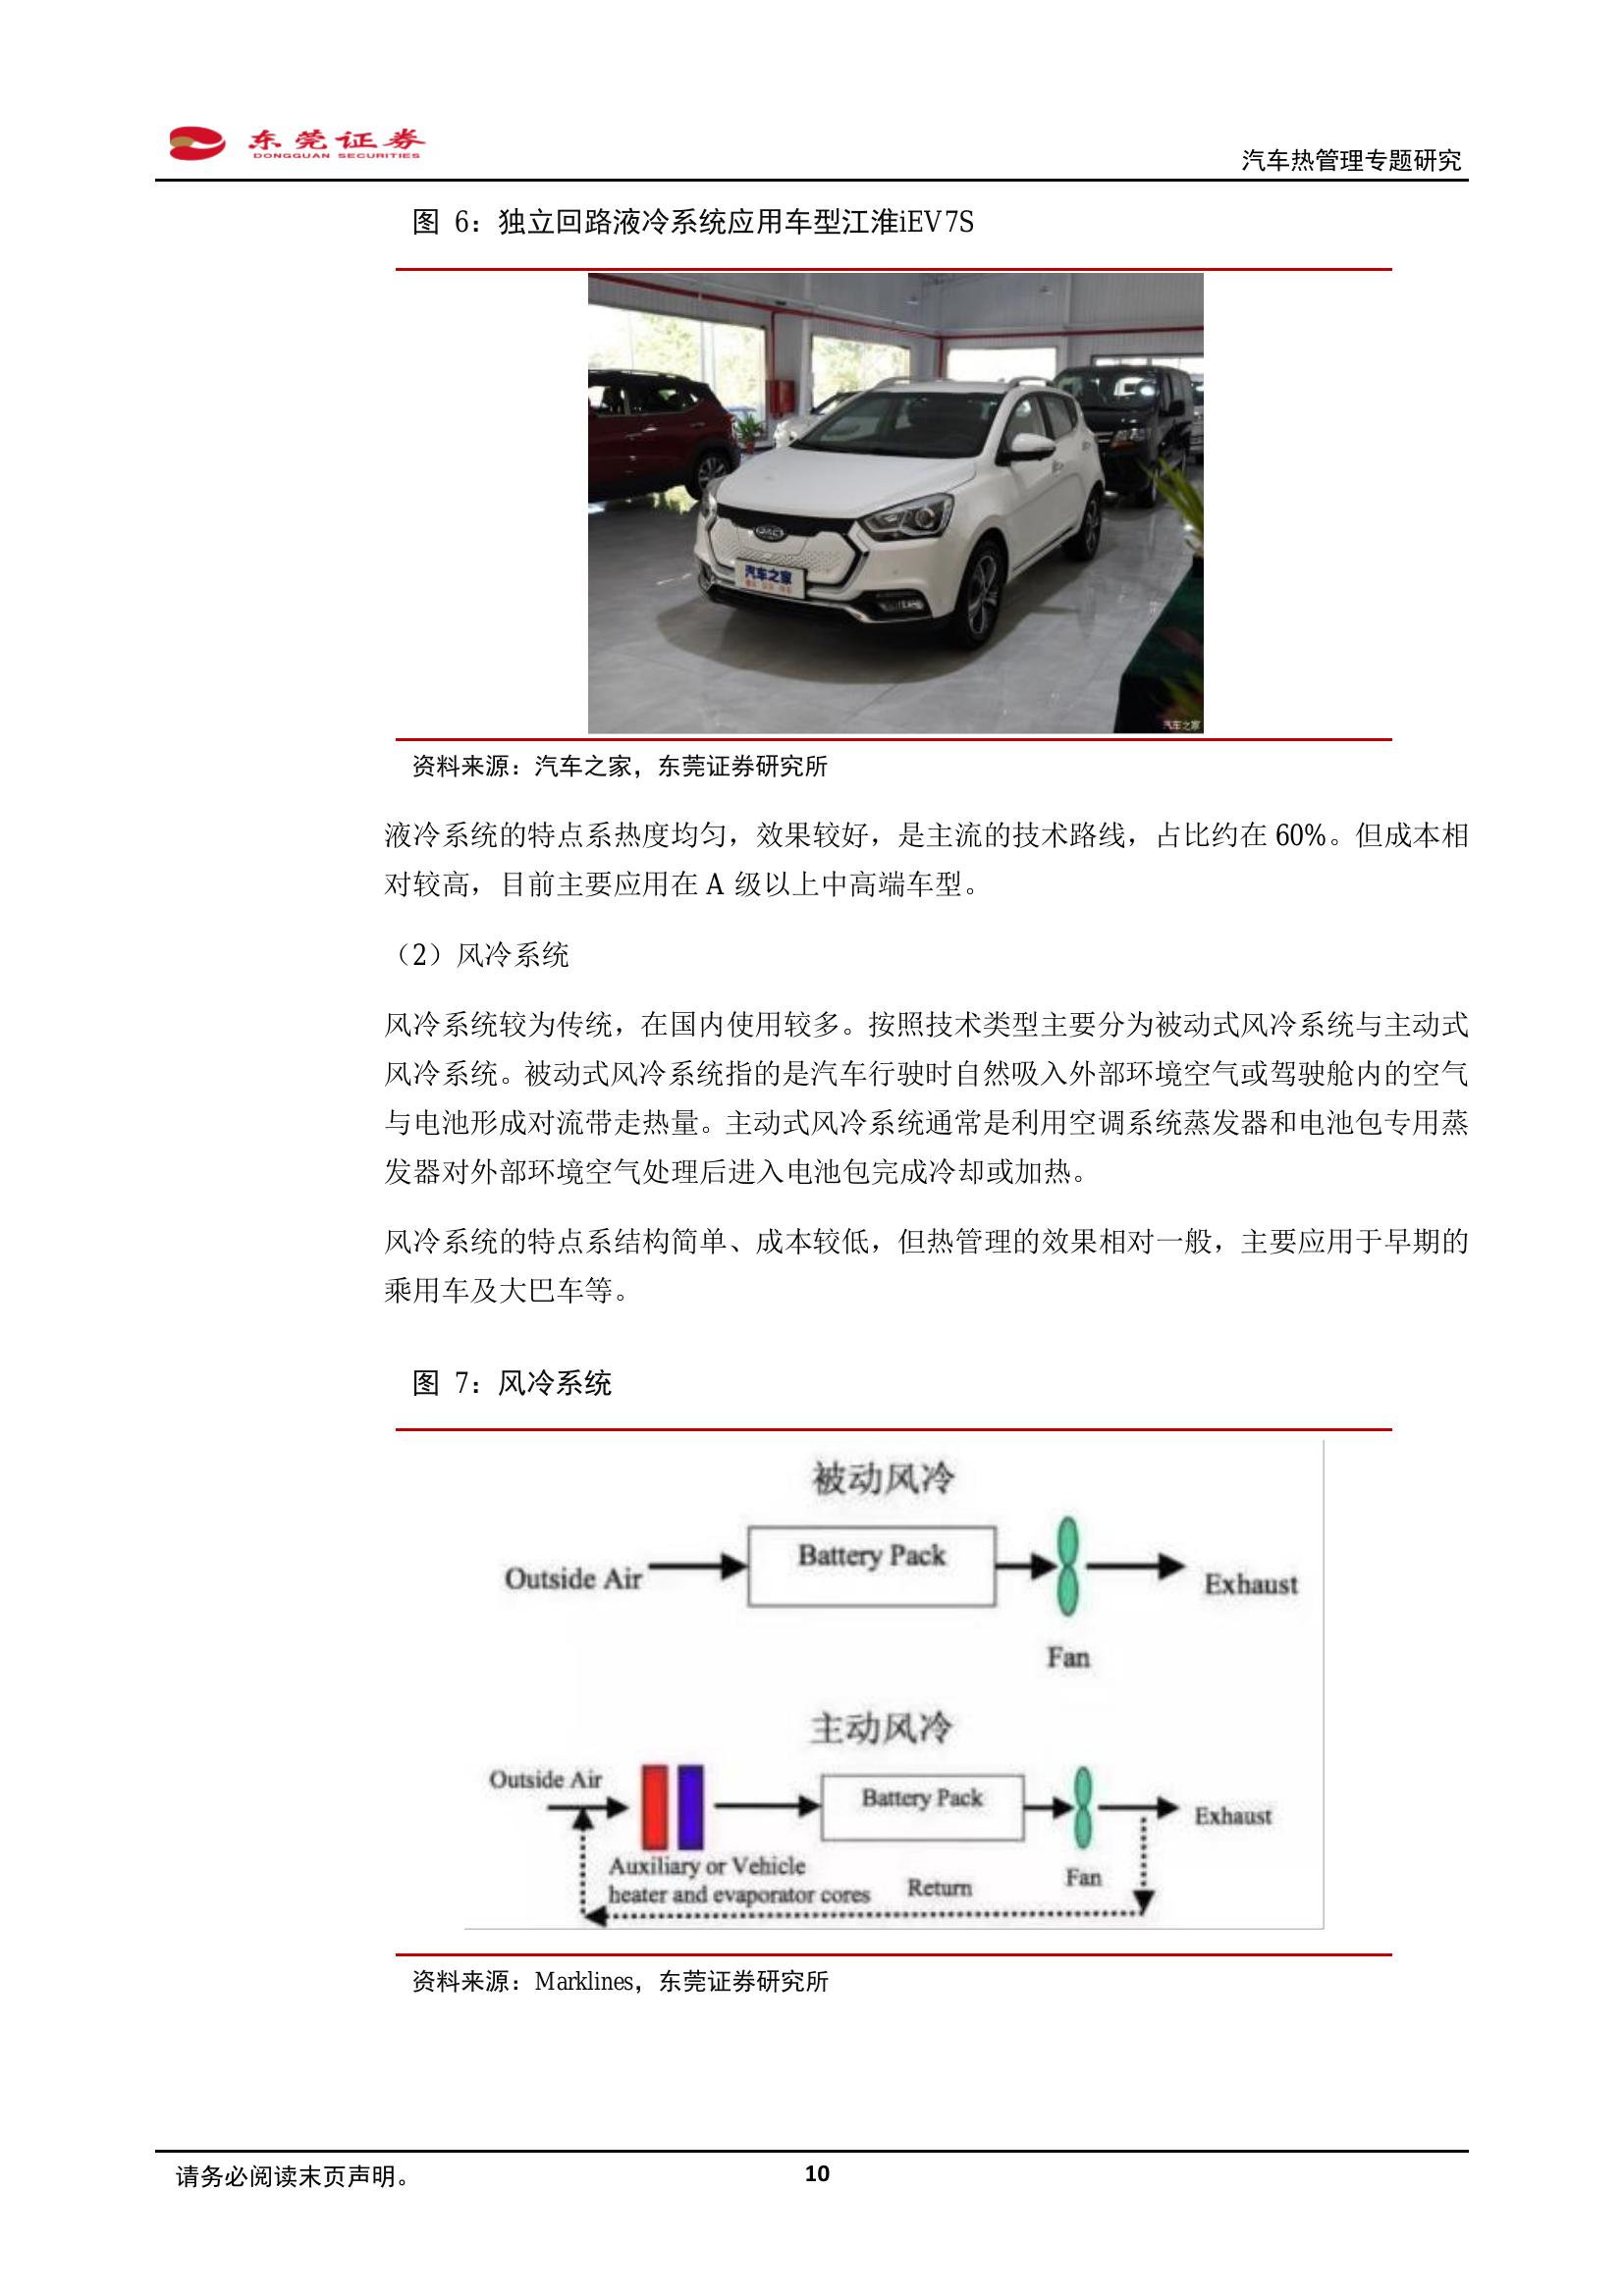 东莞证券
DONGGUAN SECURITIES
汽车热管理专题研究
图 6：独立回路液冷系统应用车型江淮iEV7S
JAC
汽车之家
汽车之家
资料来源：汽车之家，东莞证券研究所
液冷系统的特点系热度均匀，效果较好，是主流的技术路线，占比约在 60%。但成本相
对较高，目前主要应用在 A 级以上中高端车型。
（2）风冷系统
风冷系统较为传统，在国内使用较多。按照技术类型主要分为被动式风冷系统与主动式
风冷系统。被动式风冷系统指的是汽车行驶时自然吸入外部环境空气或驾驶舱内的空气
与电池形成对流带走热量。主动式风冷系统通常是利用空调系统蒸发器和电池包专用蒸
发器对外部环境空气处理后进入电池包完成冷却或加热。
风冷系统的特点系结构简单、成本较低，但热管理的效果相对一般，主要应用于早期的
乘用车及大巴车等。
图 7：风冷系统
被动风冷
Outside Air
Battery Pack
Exhaust
Fan
主动风冷
Outside Air
Battery Pack
Exhaust
Auxiliary or Vehicle
heater and evaporator cores
Return
Fan
资料来源：Marklines，东莞证券研究所
请务必阅读末页声明。
10